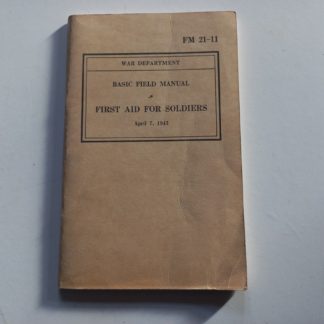 FM 21-11
WAR DEPARTMENT
BASIC FIELD MANUAL
FIRST AID FOR SOLDIERS
April 7, 1943